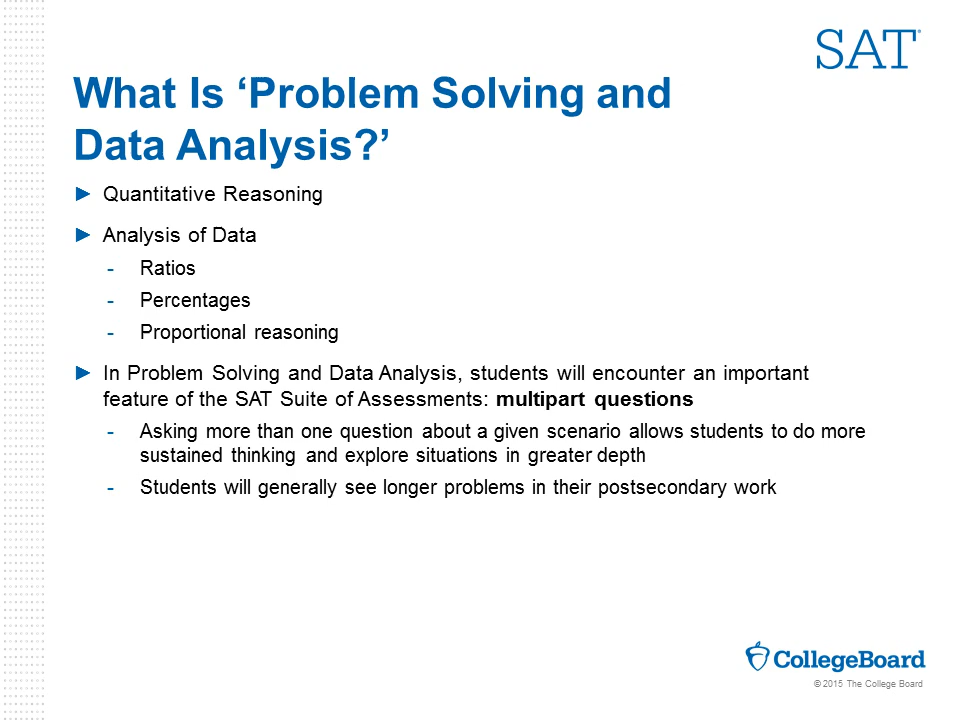 SAT®
What Is ‘Problem Solving and
Data Analysis?’
► Quantitative Reasoning
► Analysis of Data
- Ratios
- Percentages
- Proportional reasoning
► In Problem Solving and Data Analysis, students will encounter an important
feature of the SAT Suite of Assessments: multipart questions
- Asking more than one question about a given scenario allows students to do more
sustained thinking and explore situations in greater depth
- Students will generally see longer problems in their postsecondary work
CollegeBoard
© 2015 The College Board